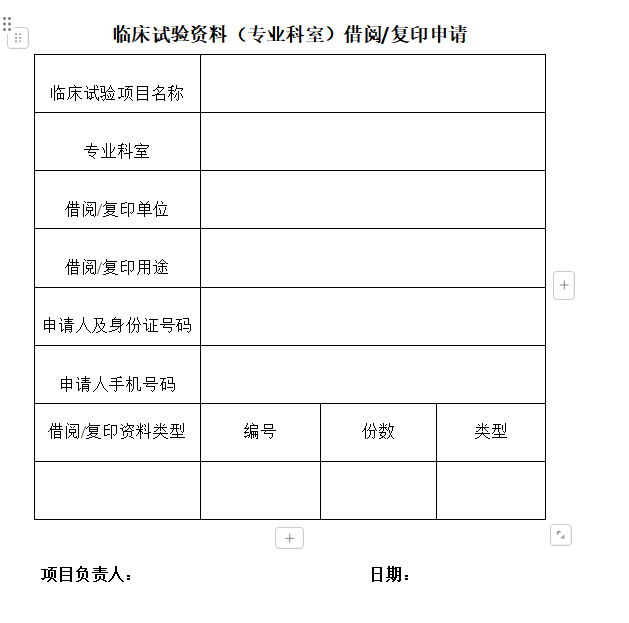 临床试验资料（专业科室）借阅/复印申请
临床试验项目名称
专业科室
借阅/复印单位
借阅/复印用途
申请人及身份证号码
申请人手机号码
借阅/复印资料类型 编号 份数 类型
项目负责人： 日期：